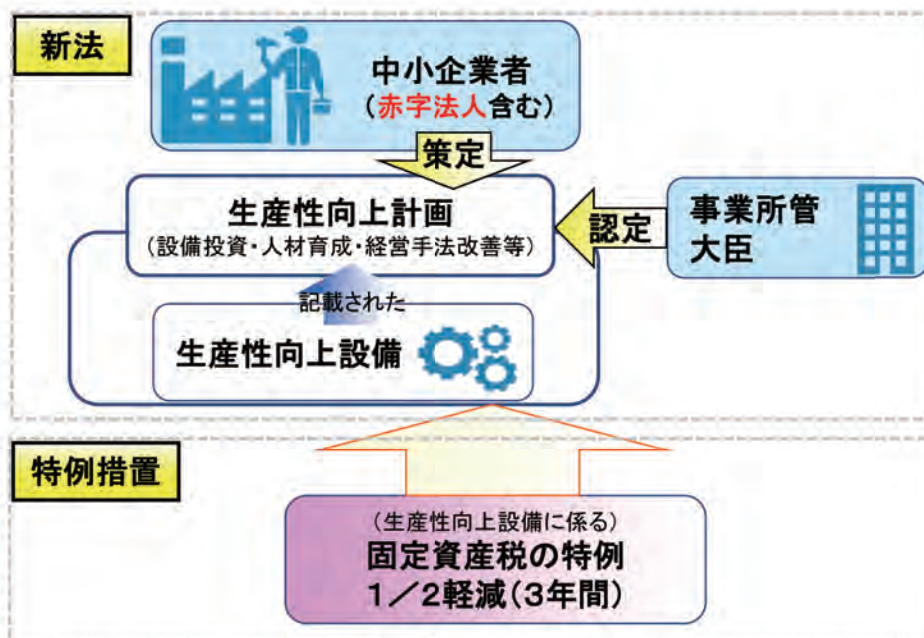 新法
中小企業者
（赤字法人含む）
策定
生産性向上計画
（設備投資・人材育成・経営手法改善等）
認定
事業所管
大臣
記載された
生産性向上設備
特例措置
（生産性向上設備に係る）
固定資産税の特例
１／２軽減（３年間）